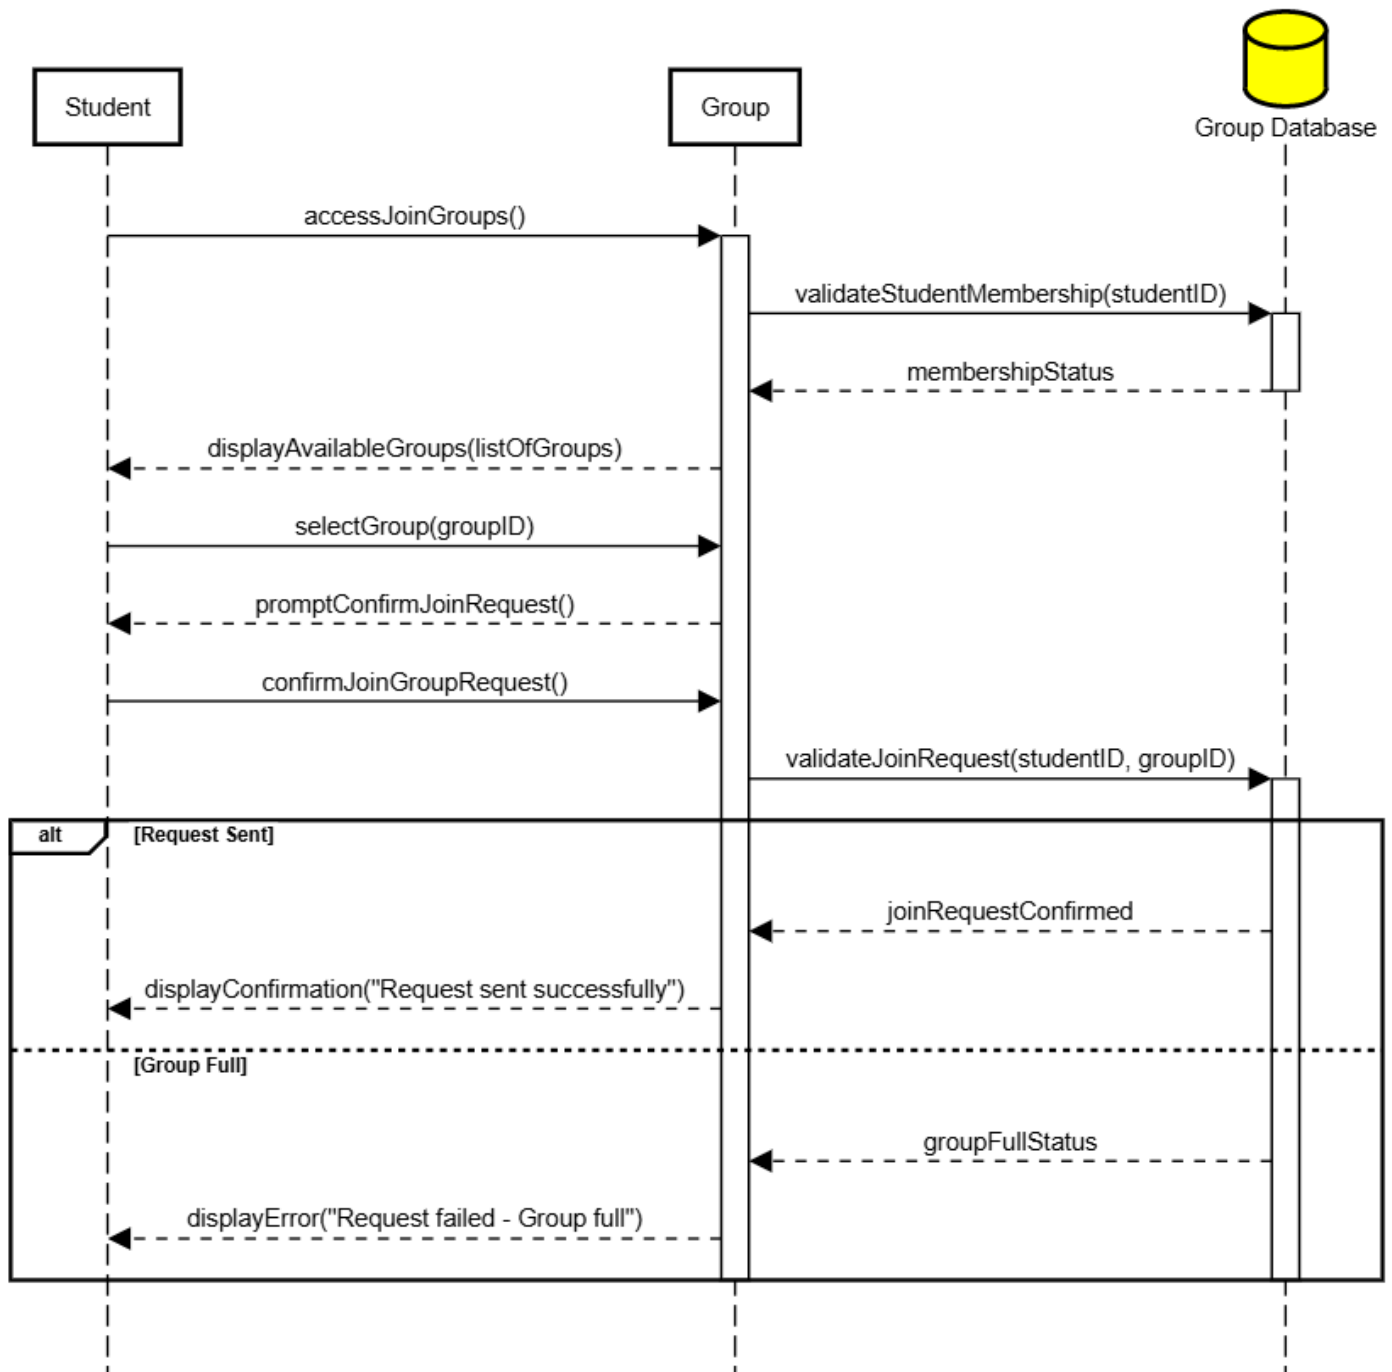 Student
Group
Group Database
accessJoinGroups()
validateStudentMembership(studentID)
membershipStatus
displayAvailableGroups(listOfGroups)
selectGroup(groupID)
promptConfirmJoinRequest()
confirmJoinGroupRequest()
validateJoinRequest(studentID, groupID)
alt [Request Sent]
joinRequestConfirmed
displayConfirmation("Request sent successfully")
[Group Full]
groupFullStatus
displayError("Request failed - Group full")